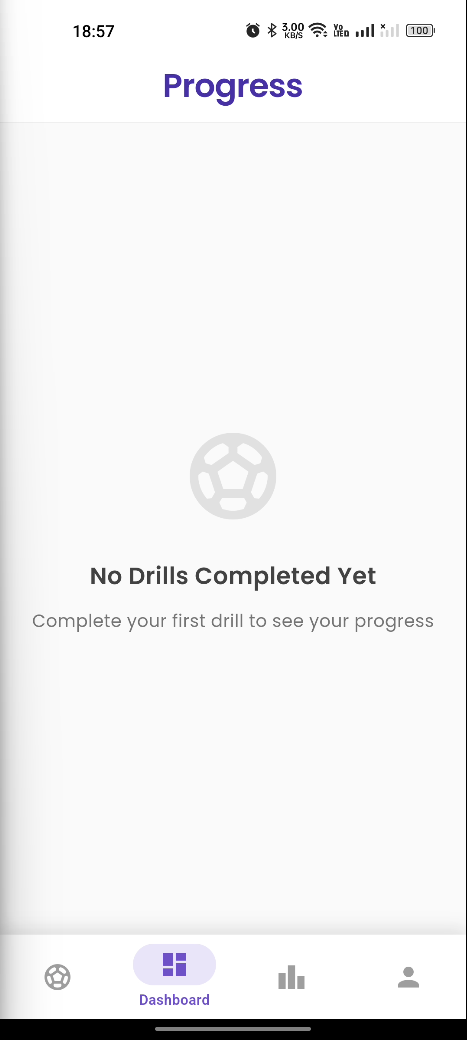 18:57
3.00
KB/S
Vo
LTED
100
Progress
No Drills Completed Yet
Complete your first drill to see your progress
Dashboard